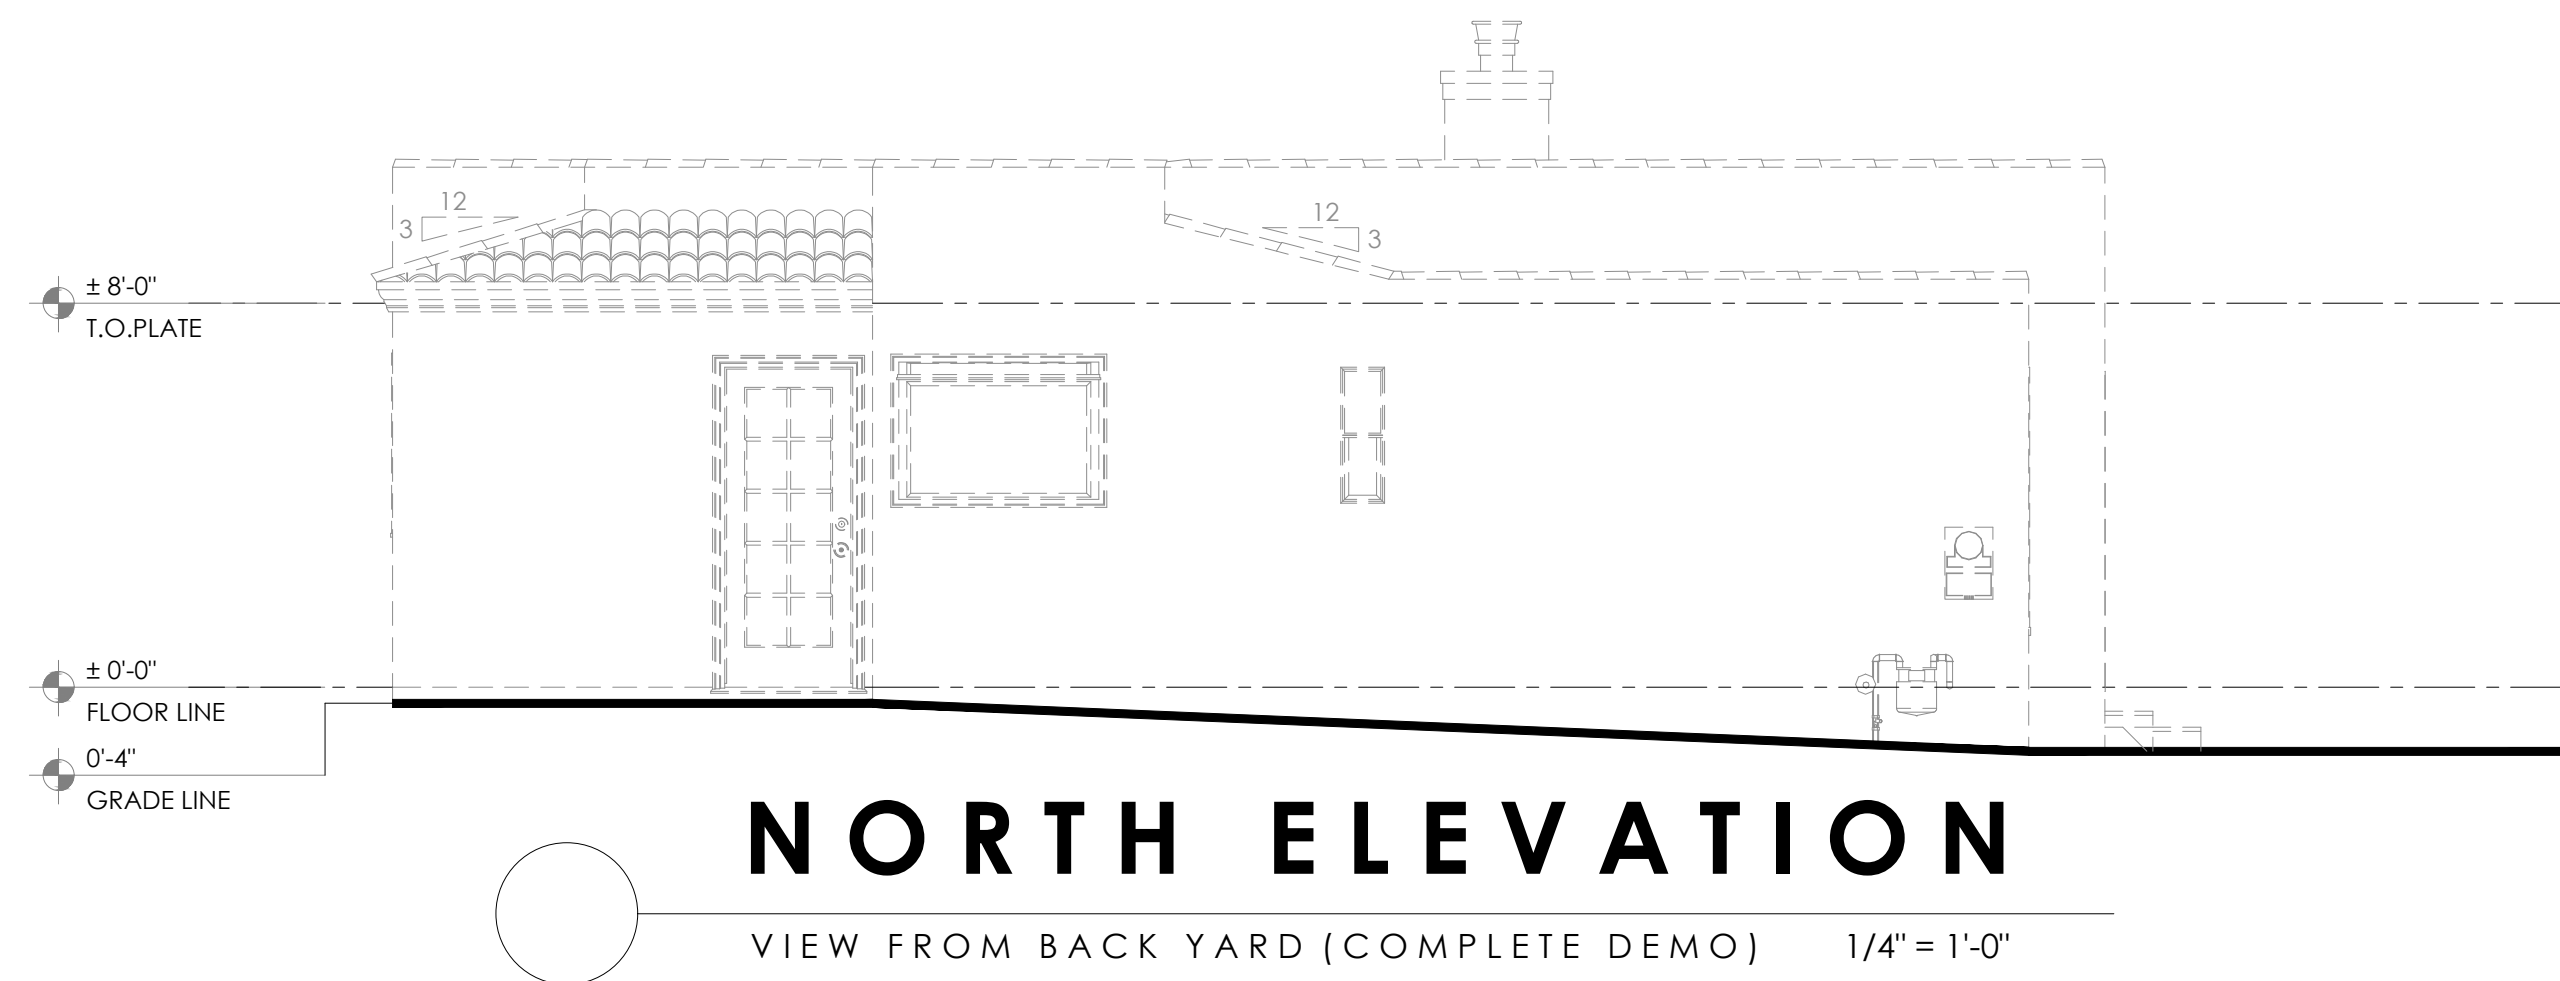 12
3
12
3
± 8'-0"
T.O.PLATE
± 0'-0"
FLOOR LINE
0'-4"
GRADE LINE
NORTH ELEVATION
VIEW FROM BACK YARD (COMPLETE DEMO) 1/4" = 1'-0"